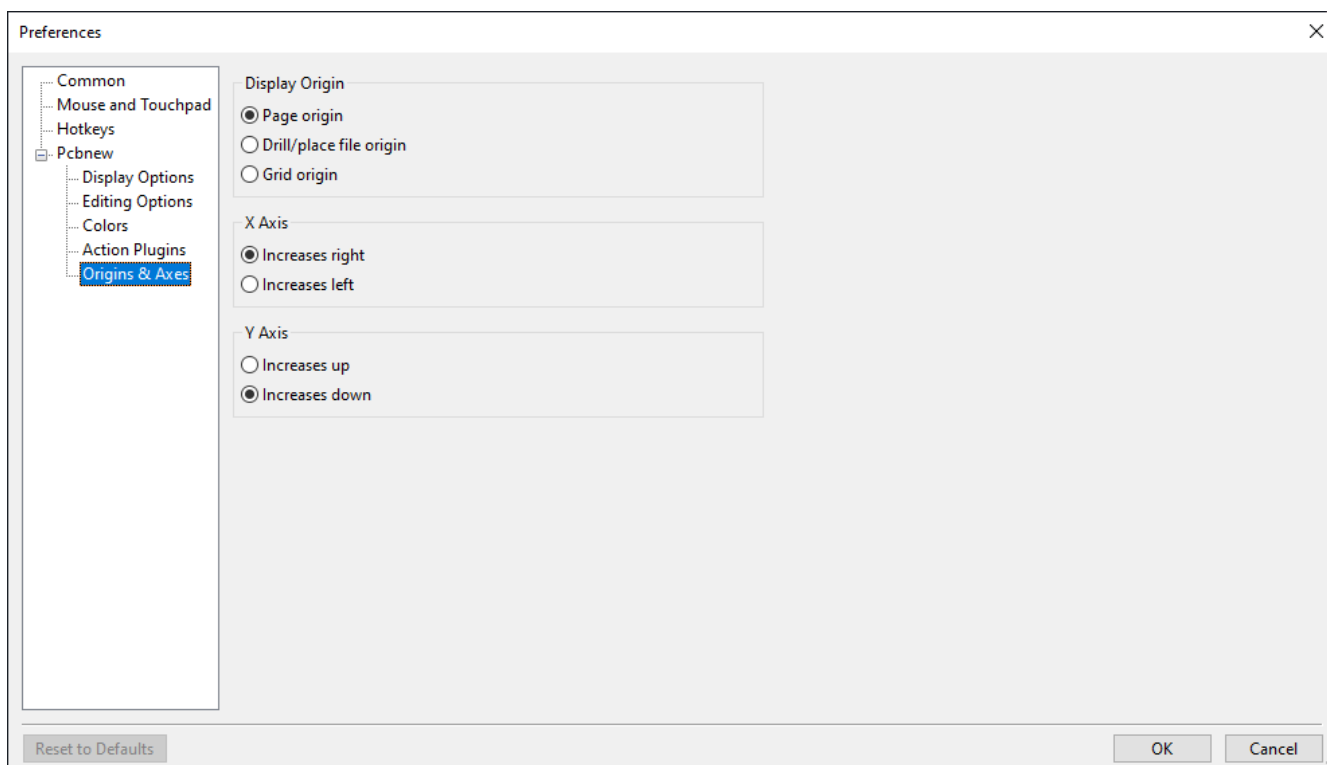 Preferences
Common
Mouse and Touchpad
Hotkeys
Pcbnew
Display Options
Editing Options
Colors
Action Plugins
Origins & Axes
Display Origin
Page origin
Drill/place file origin
Grid origin
X Axis
Increases right
Increases left
Y Axis
Increases up
Increases down
Reset to Defaults
OK
Cancel